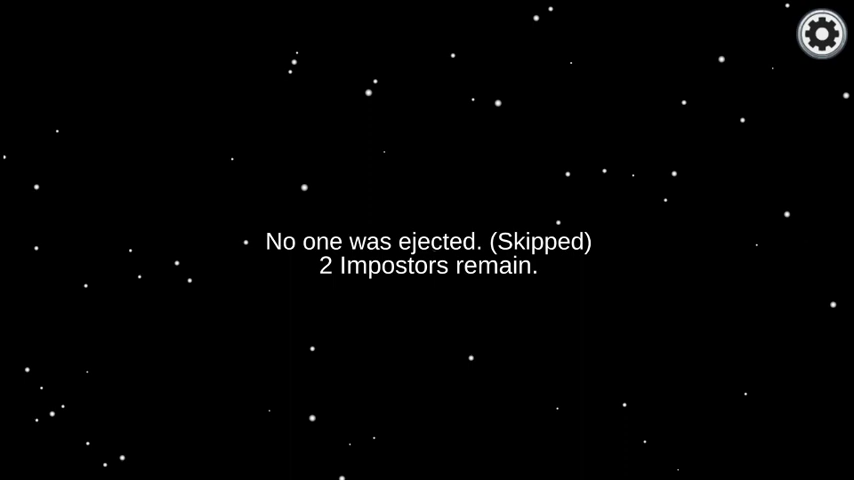 No one was ejected. (Skipped)
2 Impostors remain.